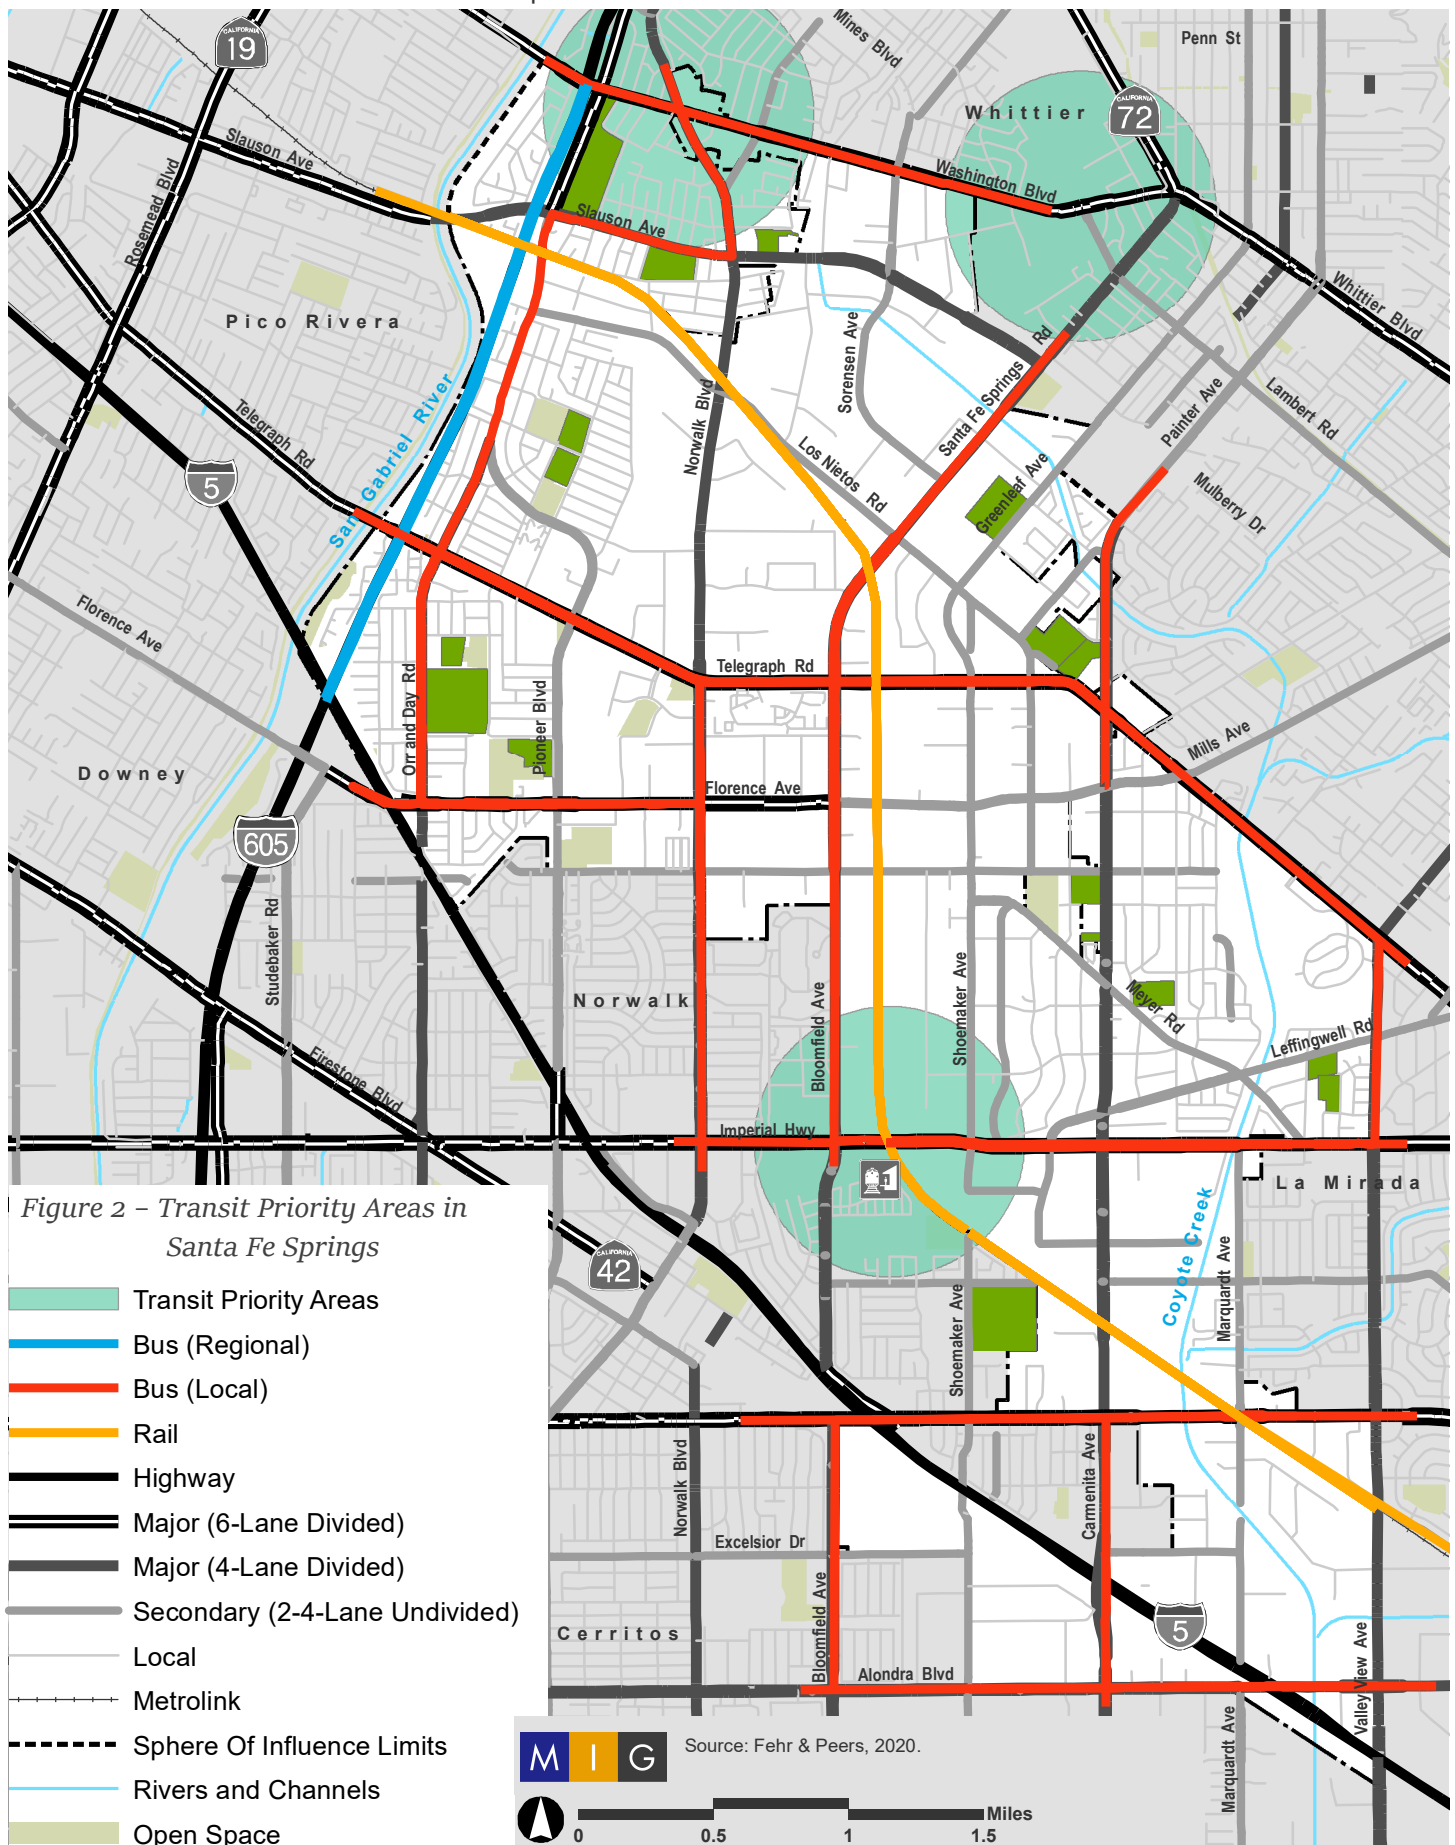 Mines Blvd
Penn St
CALIFORNIA
19
Whittier
CALIFORNIA
72
Slauson Ave
Rosemead Blvd
Washington Blvd
Slauson Ave
Whittier Blvd
Pico Rivera
Sorensen Ave
Santa Fe Springs Rd
Norwalk Blvd
Lambert Rd
Painter Ave
San Gabriel River
Telegraph Rd
Los Nietos Rd
Greenleaf Ave
Mulberry Dr
5
Florence Ave
Telegraph Rd
Orr and Day Rd
Pioneer Blvd
Mills Ave
Downey
Florence Ave
605
Studebaker Rd
Norwalk
Bloomfield Ave
Shoemaker Ave
Meyer Rd
Leffingwell Rd
Firestone Blvd
Imperial Hwy
La Mirada
Coyote Creek
Marquardt Ave
Figure 2 – Transit Priority Areas in
Santa Fe Springs
CALIFORNIA
42
Shoemaker Ave
Transit Priority Areas
Bus (Regional)
Bus (Local)
Rail
Highway
Major (6-Lane Divided)
Major (4-Lane Divided)
Secondary (2-4-Lane Undivided)
Local
Metrolink
Sphere Of Influence Limits
Rivers and Channels
Open Space
Norwalk Blvd
Carmenita Ave
Excelsior Dr
Bloomfield Ave
Cerritos
5
Alondra Blvd
Valley View Ave
Marquardt Ave
M I G
Source: Fehr & Peers, 2020.
Miles
0 0.5 1 1.5